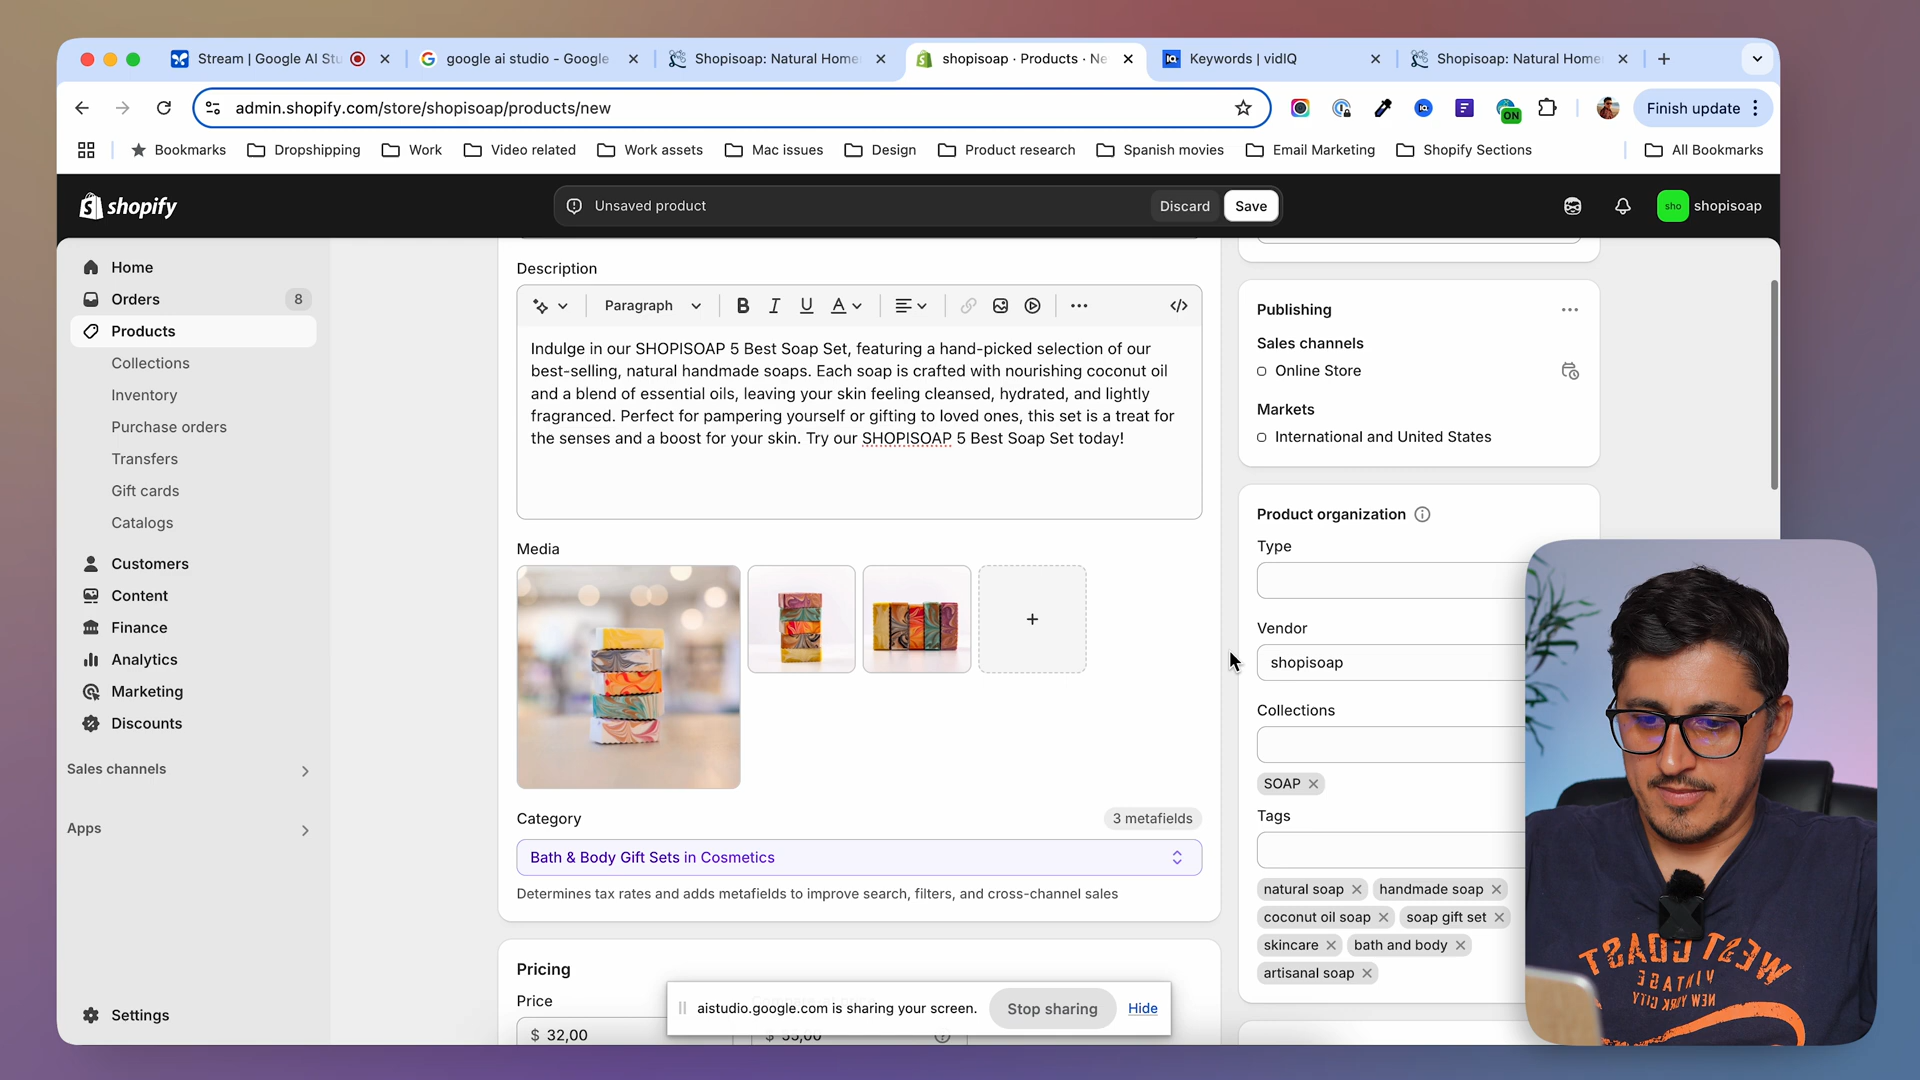 Stream | Google AI Stu
google ai studio - Google
Shopisoap: Natural Home
shopisoap · Products · Ne
Keywords | vidIQ
Shopisoap: Natural Home
admin.shopify.com/store/shopisoap/products/new
ON
Finish update
Bookmarks
Dropshipping
Work
Video related
Work assets
Mac issues
Design
Product research
Spanish movies
Email Marketing
Shopify Sections
All Bookmarks
shopify
Unsaved product
Discard
Save
sho
shopisoap
Home
Orders
8
Products
Collections
Inventory
Purchase orders
Transfers
Gift cards
Catalogs
Customers
Content
Finance
Analytics
Marketing
Discounts
Sales channels
Apps
Settings
Description
Paragraph
B I U A
Indulge in our SHOPISOAP 5 Best Soap Set, featuring a hand-picked selection of our
best-selling, natural handmade soaps. Each soap is crafted with nourishing coconut oil
and a blend of essential oils, leaving your skin feeling cleansed, hydrated, and lightly
fragranced. Perfect for pampering yourself or gifting to loved ones, this set is a treat for
the senses and a boost for your skin. Try our SHOPISOAP 5 Best Soap Set today!
Media
Category
3 metafields
Bath & Body Gift Sets in Cosmetics
Determines tax rates and adds metafields to improve search, filters, and cross-channel sales
Pricing
Price
$ 32,00
aistudio.google.com is sharing your screen.
Stop sharing
Hide
Publishing
Sales channels
Online Store
Markets
International and United States
Product organization
Type
Vendor
shopisoap
Collections
SOAP
Tags
natural soap
handmade soap
coconut oil soap
soap gift set
skincare
bath and body
artisanal soap
WEST COAST
VINTAGE
NEW YORK CITY